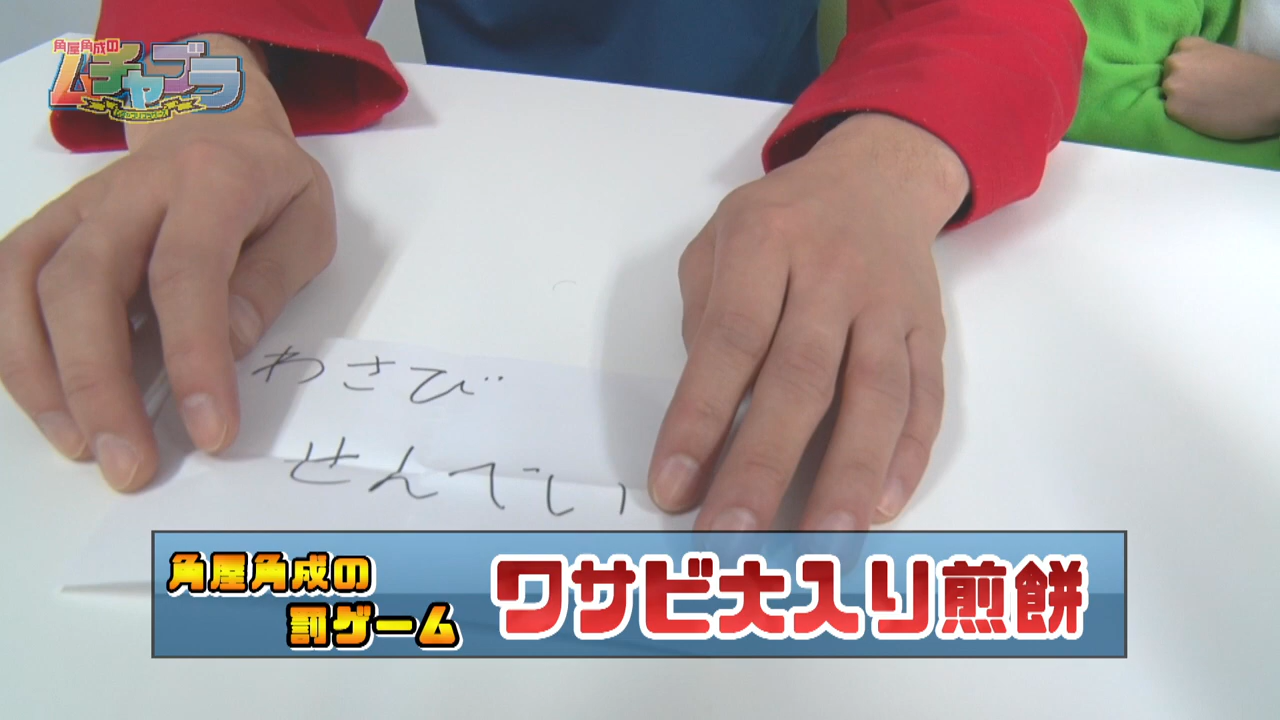 角屋角成の
ムチャブラ
わさび
せんべい
角屋角成の
罰ゲーム
ワサビ大入り煎餅